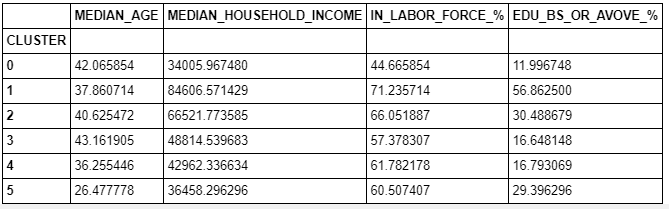 MEDIAN_AGE MEDIAN_HOUSEHOLD_INCOME IN_LABOR_FORCE_% EDU_BS_OR_AVOVE_%
CLUSTER
0 42.065854 34005.967480 44.665854 11.996748
1 37.860714 84606.571429 71.235714 56.862500
2 40.625472 66521.773585 66.051887 30.488679
3 43.161905 48814.539683 57.378307 16.648148
4 36.255446 42962.336634 61.782178 16.793069
5 26.477778 36458.296296 60.507407 29.396296